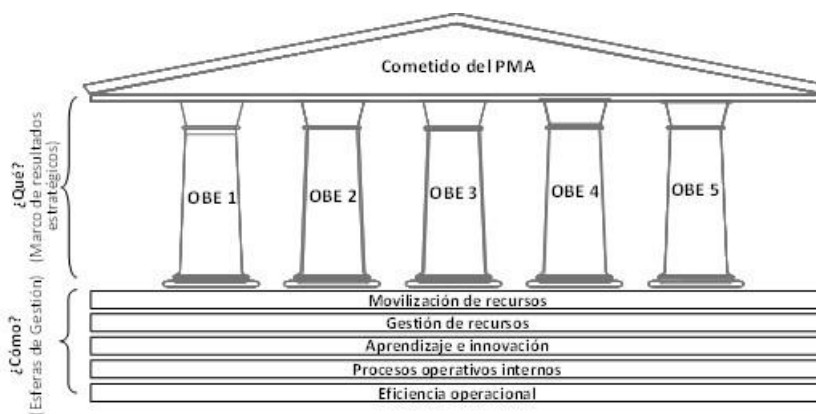 Cometido del PMA
¿Qué?
(Marco de resultados
estratégicos)
OBE 1
OBE 2
OBE 3
OBE 4
OBE 5
¿Cómo?
(Esferas de Gestión)
Movilización de recursos
Gestión de recursos
Aprendizaje e innovación
Procesos operativos internos
Eficiencia operacional